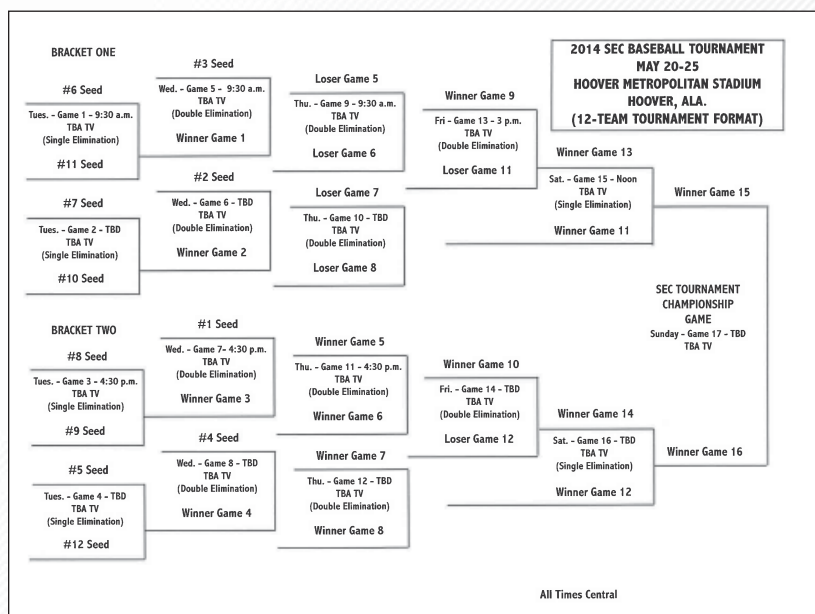 2014 SEC BASEBALL TOURNAMENT
MAY 20-25
HOOVER METROPOLITAN STADIUM
HOOVER, ALA.
(12-TEAM TOURNAMENT FORMAT)
BRACKET ONE
#6 Seed
Tues. - Game 1 - 9:30 a.m.
TBA TV
(Single Elimination)
#11 Seed
#7 Seed
Tues. - Game 2 - TBD
TBA TV
(Single Elimination)
#10 Seed
#3 Seed
Wed. - Game 5 - 9:30 a.m.
TBA TV
(Double Elimination)
Winner Game 1
#2 Seed
Wed. - Game 6 - TBD
TBA TV
(Double Elimination)
Winner Game 2
Loser Game 5
Thu. - Game 9 - 9:30 a.m.
TBA TV
(Double Elimination)
Loser Game 6
Loser Game 7
Thu. - Game 10 - TBD
TBA TV
(Double Elimination)
Loser Game 8
Winner Game 9
Fri - Game 13 - 3 p.m.
TBA TV
(Double Elimination)
Loser Game 11
Winner Game 13
Sat. - Game 15 - Noon
TBA TV
(Single Elimination)
Winner Game 11
Winner Game 15
SEC TOURNAMENT
CHAMPIONSHIP
GAME
Sunday - Game 17 - TBD
TBA TV
BRACKET TWO
#8 Seed
Tues. - Game 3 - 4:30 p.m.
TBA TV
(Single Elimination)
#9 Seed
#5 Seed
Tues. - Game 4 - TBD
TBA TV
(Single Elimination)
#12 Seed
#1 Seed
Wed. - Game 7- 4:30 p.m.
TBA TV
(Double Elimination)
Winner Game 3
#4 Seed
Wed. - Game 8 - TBD
TBA TV
(Double Elimination)
Winner Game 4
Winner Game 5
Thu. - Game 11 - 4:30 p.m.
TBA TV
(Double Elimination)
Winner Game 6
Winner Game 7
Thu. - Game 12 - TBD
TBA TV
(Double Elimination)
Winner Game 8
Winner Game 10
Fri. - Game 14 - TBD
TBA TV
(Double Elimination)
Loser Game 12
Winner Game 14
Sat. - Game 16 - TBD
TBA TV
(Single Elimination)
Winner Game 12
Winner Game 16
All Times Central